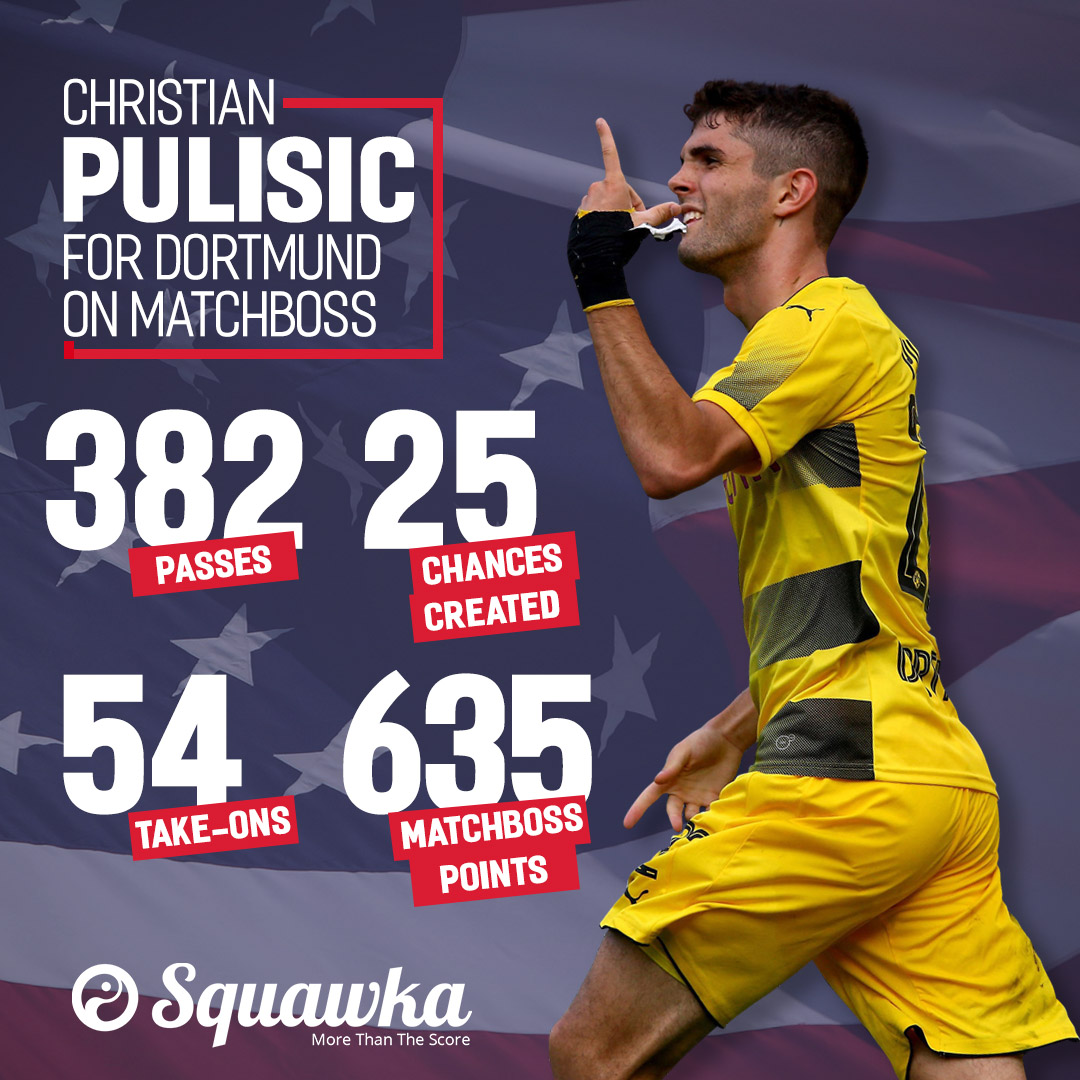 CHRISTIAN
PULISIC
FOR DORTMUND
ON MATCHBOSS
382
PASSES
25
CHANCES
CREATED
54
TAKE-ONS
635
MATCHBOSS
POINTS
Squawka
More Than The Score